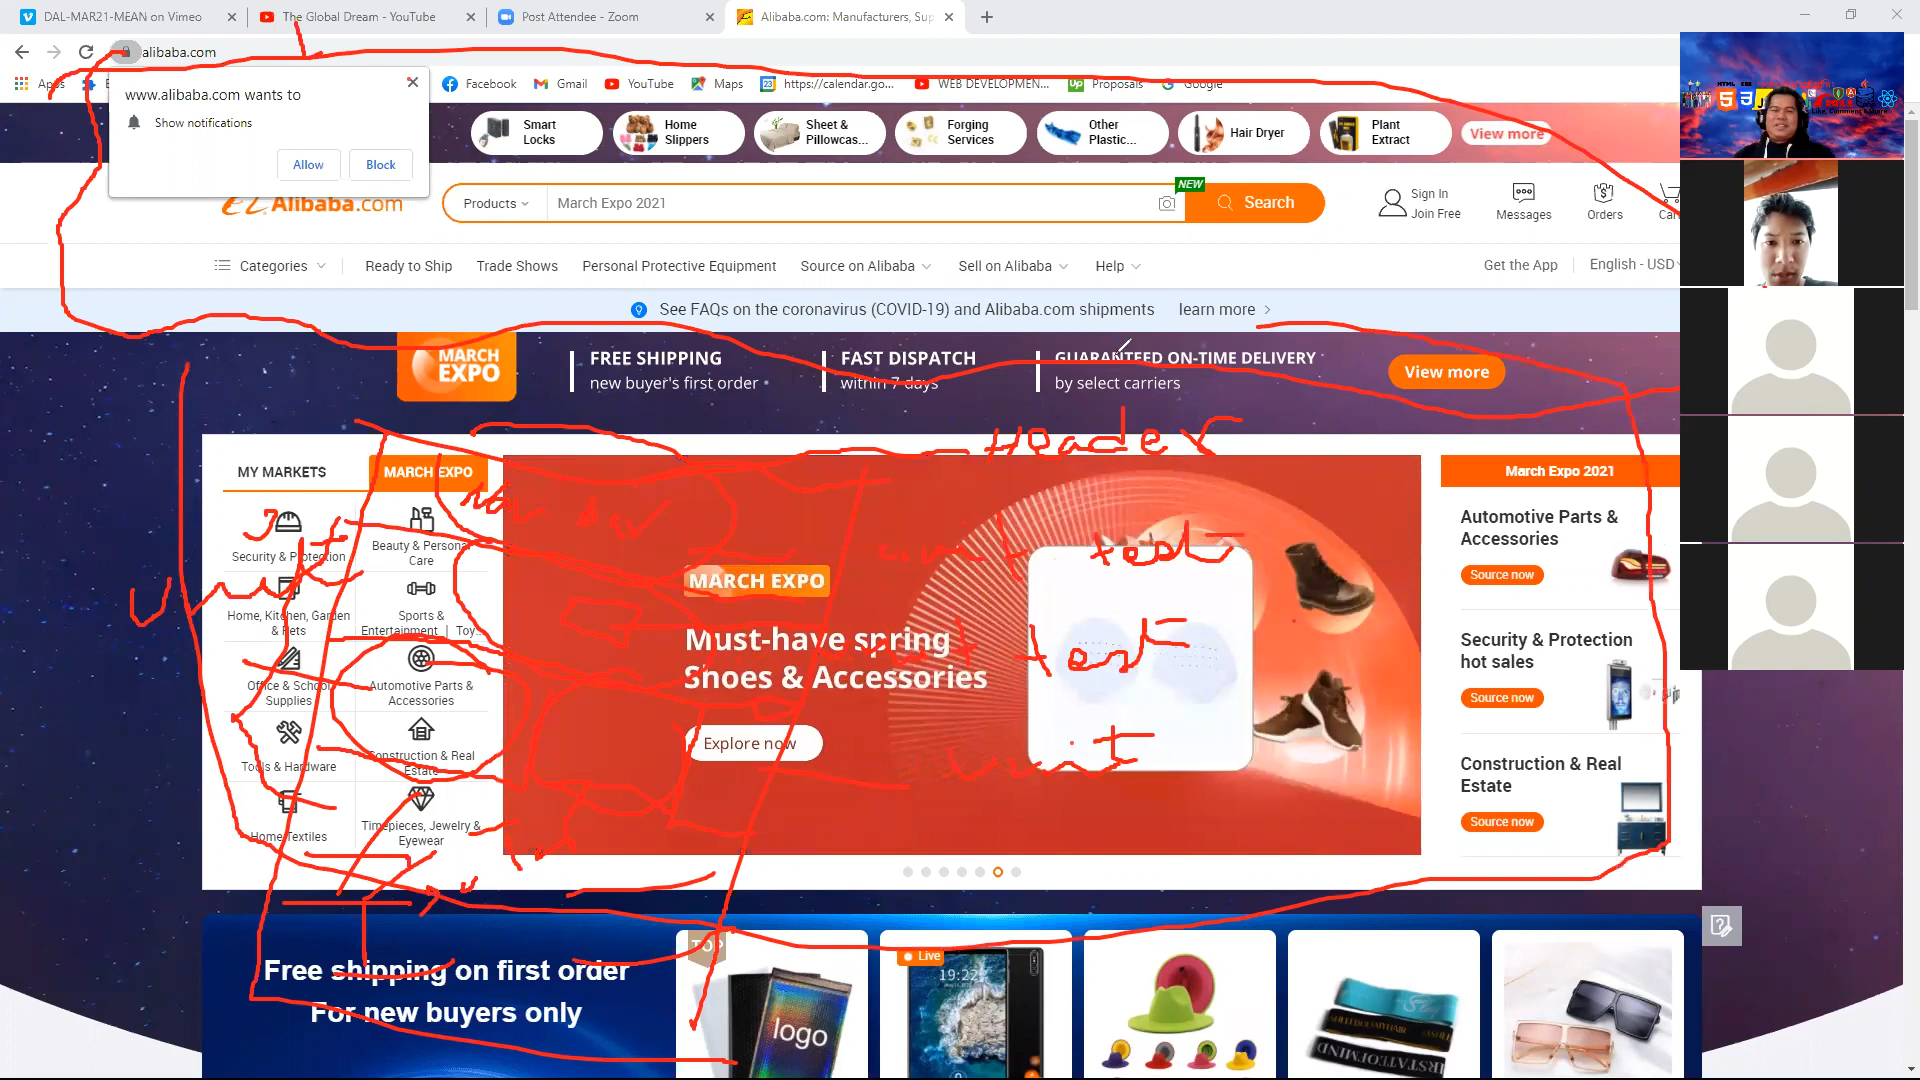 DAL-MAR21-MEAN on Vimeo
The Global Dream - YouTube
Post Attendee - Zoom
Alibaba.com: Manufacturers, Sup
alibaba.com
Apps
Facebook
Gmail
YouTube
Maps
https://calendar.go...
WEB DEVELOPMEN...
Proposals
Google
www.alibaba.com wants to
Show notifications
Allow
Block
Smart Locks
Home Slippers
Sheet & Pillowcas...
Forging Services
Other Plastic...
Hair Dryer
Plant Extract
View more
Alibaba.com
Products
March Expo 2021
NEW
Search
Sign In
Join Free
Messages
Orders
Cart
Categories
Ready to Ship
Trade Shows
Personal Protective Equipment
Source on Alibaba
Sell on Alibaba
Help
Get the App
English - USD
See FAQs on the coronavirus (COVID-19) and Alibaba.com shipments
learn more
MARCH EXPO
FREE SHIPPING
new buyer's first order
FAST DISPATCH
within 7 days
GUARANTEED ON-TIME DELIVERY
by select carriers
View more
Header
MY MARKETS
MARCH EXPO
Security & Protection
Beauty & Personal Care
Home, Kitchen, Garden & Pets
Sports & Entertainment | Toy...
Office & School Supplies
Automotive Parts & Accessories
Tools & Hardware
Construction & Real Estate
Home Textiles
Timepieces, Jewelry & Eyewear
unit test
unit test
unit
MARCH EXPO
Must-have spring
Shoes & Accessories
Explore now
March Expo 2021
Automotive Parts & Accessories
Source now
Security & Protection hot sales
Source now
Construction & Real Estate
Source now
Free shipping on first order
For new buyers only
TOP
logo
Live
19:22